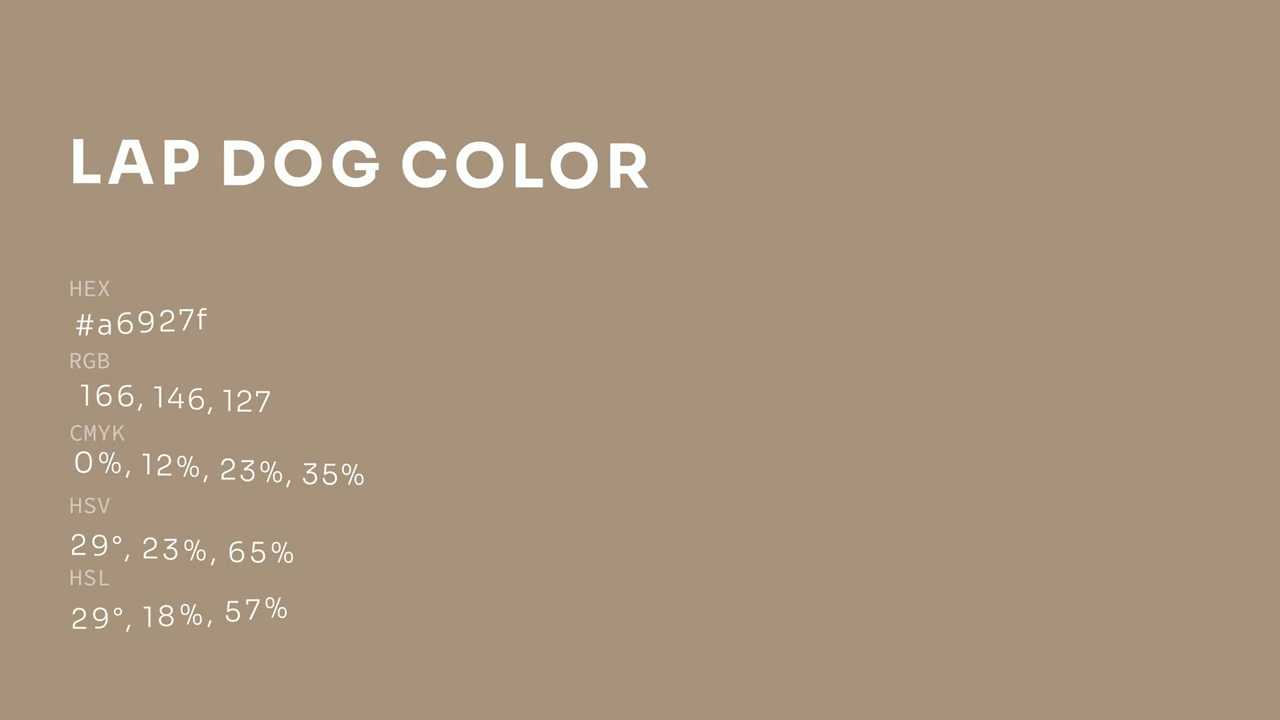 LAP DOG COLOR
HEX
#a6927f
RGB
166, 146, 127
CMYK
0%, 12%, 23%, 35%
HSV
29°, 23%, 65%
HSL
29°, 18%, 57%